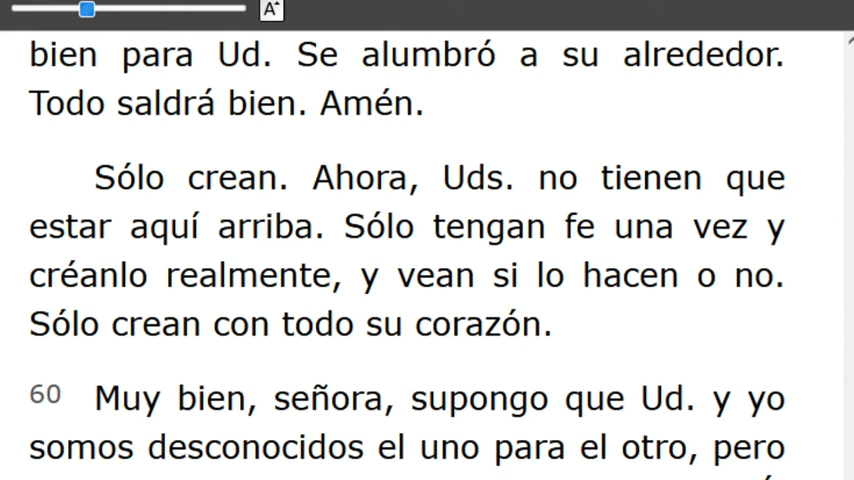 A
bien para Ud. Se alumbró a su alrededor.
Todo saldrá bien. Amén.
Sólo crean. Ahora, Uds. no tienen que
estar aquí arriba. Sólo tengan fe una vez y
créanlo realmente, y vean si lo hacen o no.
Sólo crean con todo su corazón.
60 Muy bien, señora, supongo que Ud. y yo
somos desconocidos el uno para el otro, pero